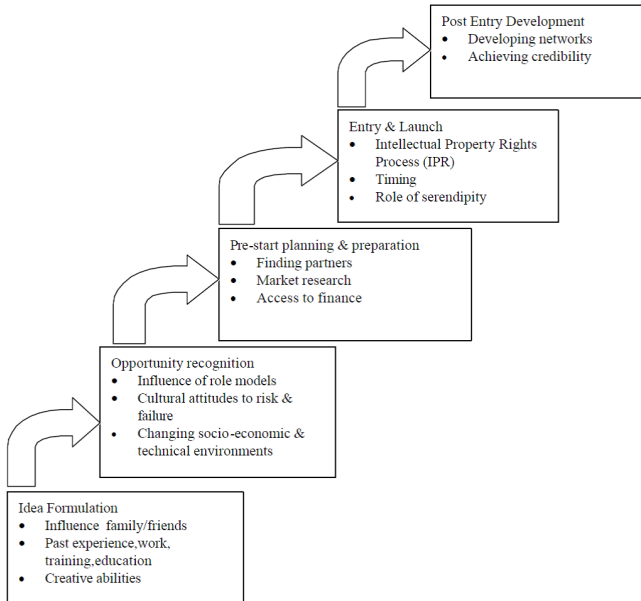 Post Entry Development
• Developing networks
• Achieving credibility
Entry & Launch
• Intellectual Property Rights
Process (IPR)
• Timing
• Role of serendipity
Pre-start planning & preparation
• Finding partners
• Market research
• Access to finance
Opportunity recognition
• Influence of role models
• Cultural attitudes to risk &
failure
• Changing socio-economic &
technical environments
Idea Formulation
• Influence family/friends
• Past experience,work,
training,education
• Creative abilities